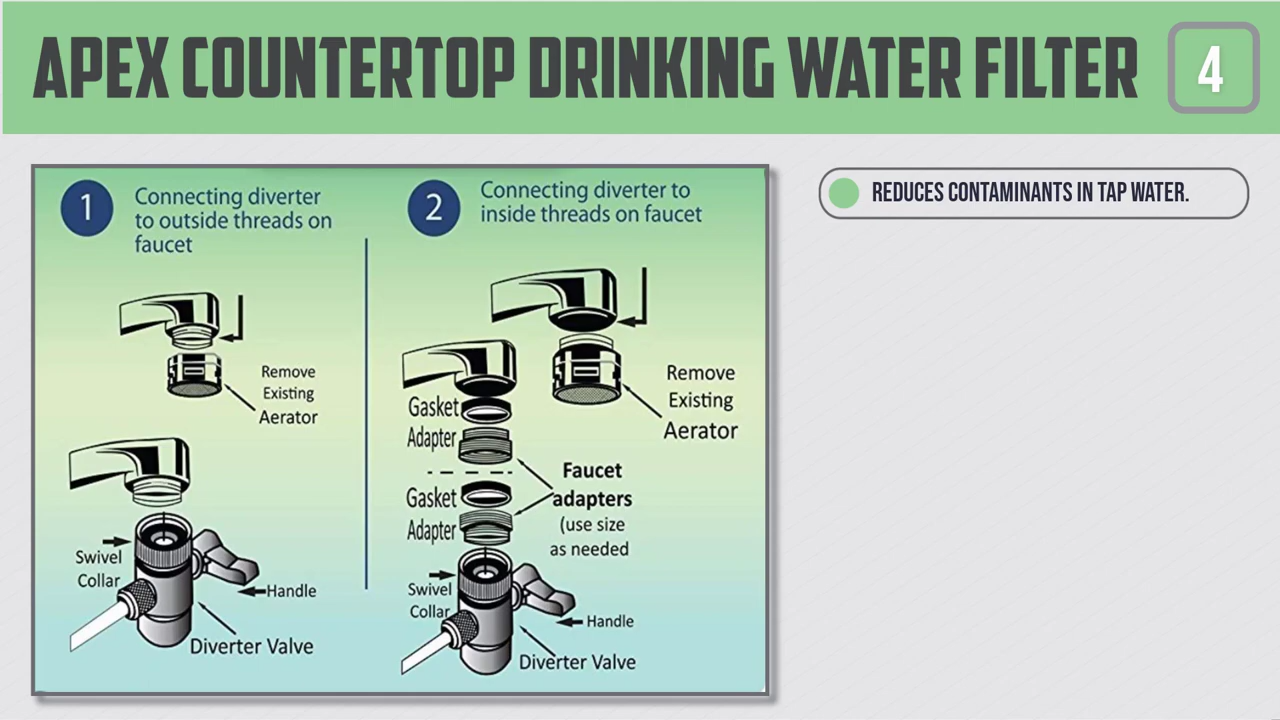 APEX COUNTERTOP DRINKING WATER FILTER
4
REDUCES CONTAMINANTS IN TAP WATER.
1
Connecting diverter
to outside threads on
faucet
Remove
Existing
Aerator
Swivel
Collar
Handle
Diverter Valve
2
Connecting diverter to
inside threads on faucet
Remove
Existing
Aerator
Gasket
Adapter
Faucet
adapters
(use size
as needed
Gasket
Adapter
Swivel
Collar
Handle
Diverter Valve